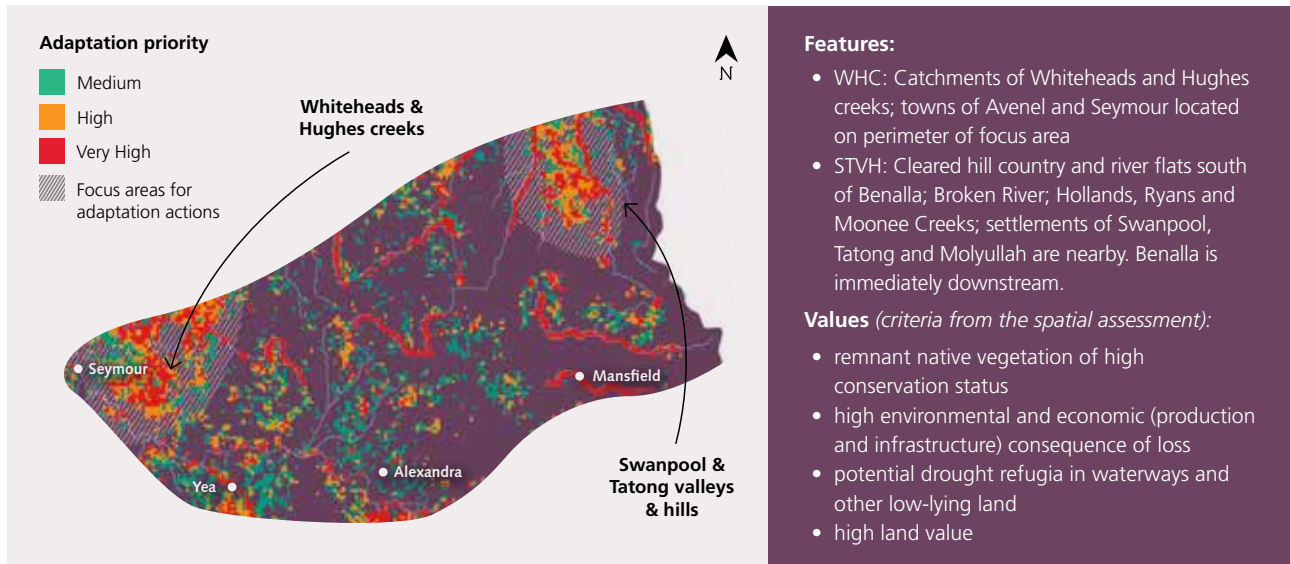 Adaptation priority
Medium
High
Very High
Focus areas for
adaptation actions
Whiteheads &
Hughes creeks
N
Seymour
Mansfield
Alexandra
Yea
Swanpool &
Tatong valleys
& hills
Features:
• WHC: Catchments of Whiteheads and Hughes
creeks; towns of Avenel and Seymour located
on perimeter of focus area
• STVH: Cleared hill country and river flats south
of Benalla; Broken River; Hollands, Ryans and
Moonee Creeks; settlements of Swanpool,
Tatong and Molyullah are nearby. Benalla is
immediately downstream.
Values (criteria from the spatial assessment):
• remnant native vegetation of high
conservation status
• high environmental and economic (production
and infrastructure) consequence of loss
• potential drought refugia in waterways and
other low-lying land
• high land value